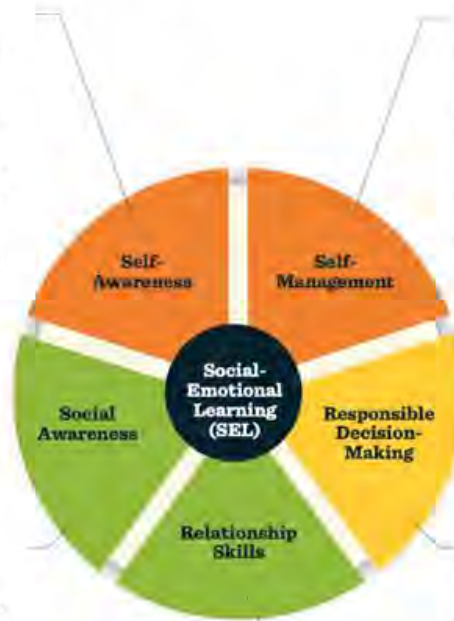 Self-
Awareness
Self-
Management
Social-
Emotional
Learning
(SEL)
Social
Awareness
Responsible
Decision-
Making
Relationship
Skills